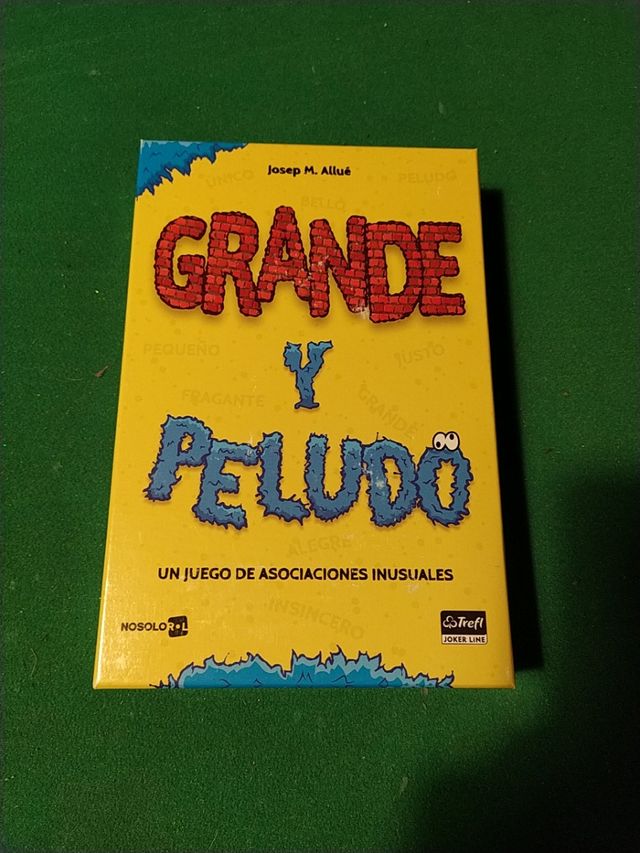 Josep M. Allué
ÚNICO
PELUDO
BELLO
GRANDE
PEQUEÑO
Y
JUSTO
FRAGANTE
GRANDE
PELUDO
ALEGRE
UN JUEGO DE ASOCIACIONES INUSUALES
INSINCERO
NOSOLOROL
Trefl
JOKER LINE